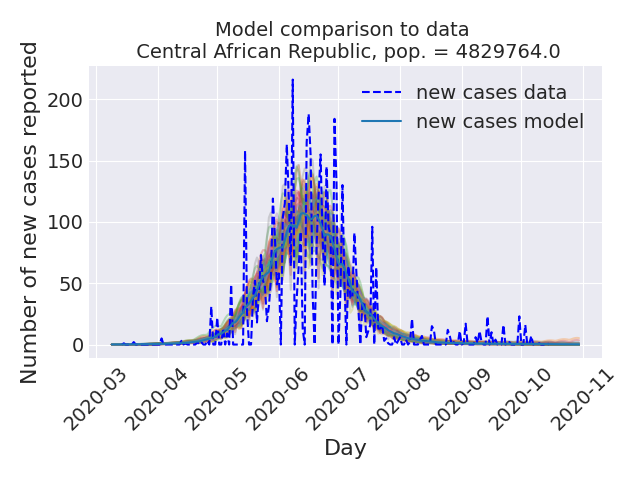 Model comparison to data
Central African Republic, pop. = 4829764.0
Number of new cases reported
200
150
100
50
0
new cases data
new cases model
2020-03
2020-04
2020-05
2020-06
2020-07
2020-08
2020-09
2020-10
2020-11
Day